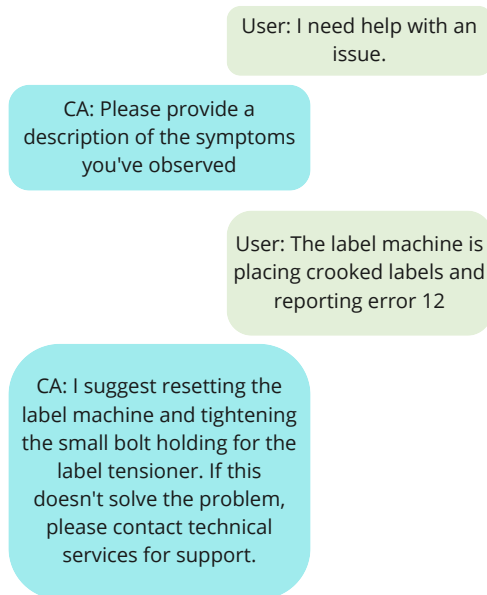 User: I need help with an
issue.
CA: Please provide a
description of the symptoms
you've observed
User: The label machine is
placing crooked labels and
reporting error 12
CA: I suggest resetting the
label machine and tightening
the small bolt holding for the
label tensioner. If this
doesn't solve the problem,
please contact technical
services for support.